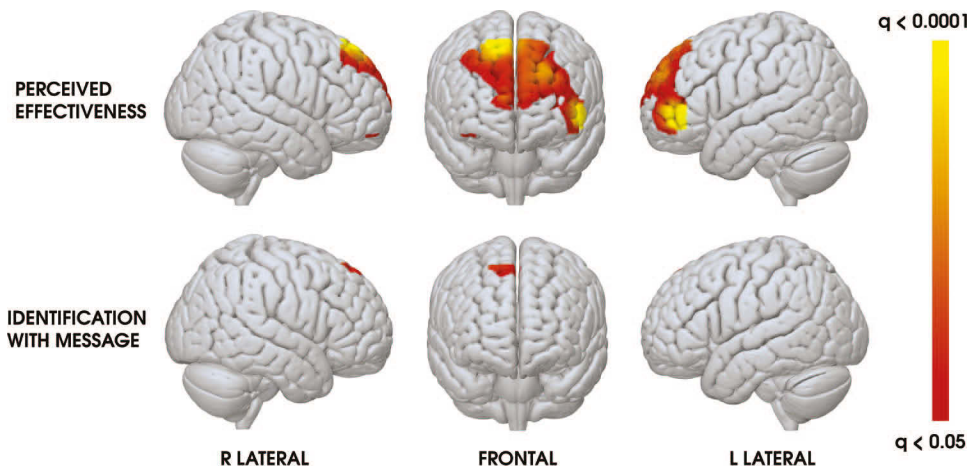 q < 0.0001
PERCEIVED
EFFECTIVENESS
IDENTIFICATION
WITH MESSAGE
q < 0.05
R LATERAL
FRONTAL
L LATERAL